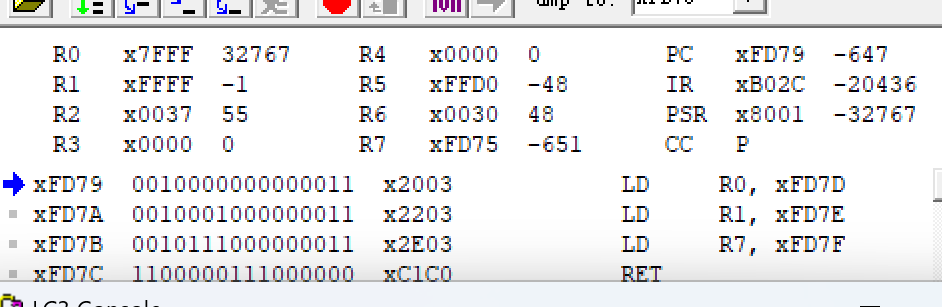 R0 x7FFF 32767 R4 x0000 0 PC xFD79 -647
R1 xFFFF -1 R5 xFFD0 -48 IR xB02C -20436
R2 x0037 55 R6 x0030 48 PSR x8001 -32767
R3 x0000 0 R7 xFD75 -651 CC P
xFD79 0010000000000011 x2003 LD R0, xFD7D
xFD7A 0010001000000011 x2203 LD R1, xFD7E
xFD7B 0010111000000011 x2E03 LD R7, xFD7F
xFD7C 1100000111000000 xC1C0 RET
LC3 Console